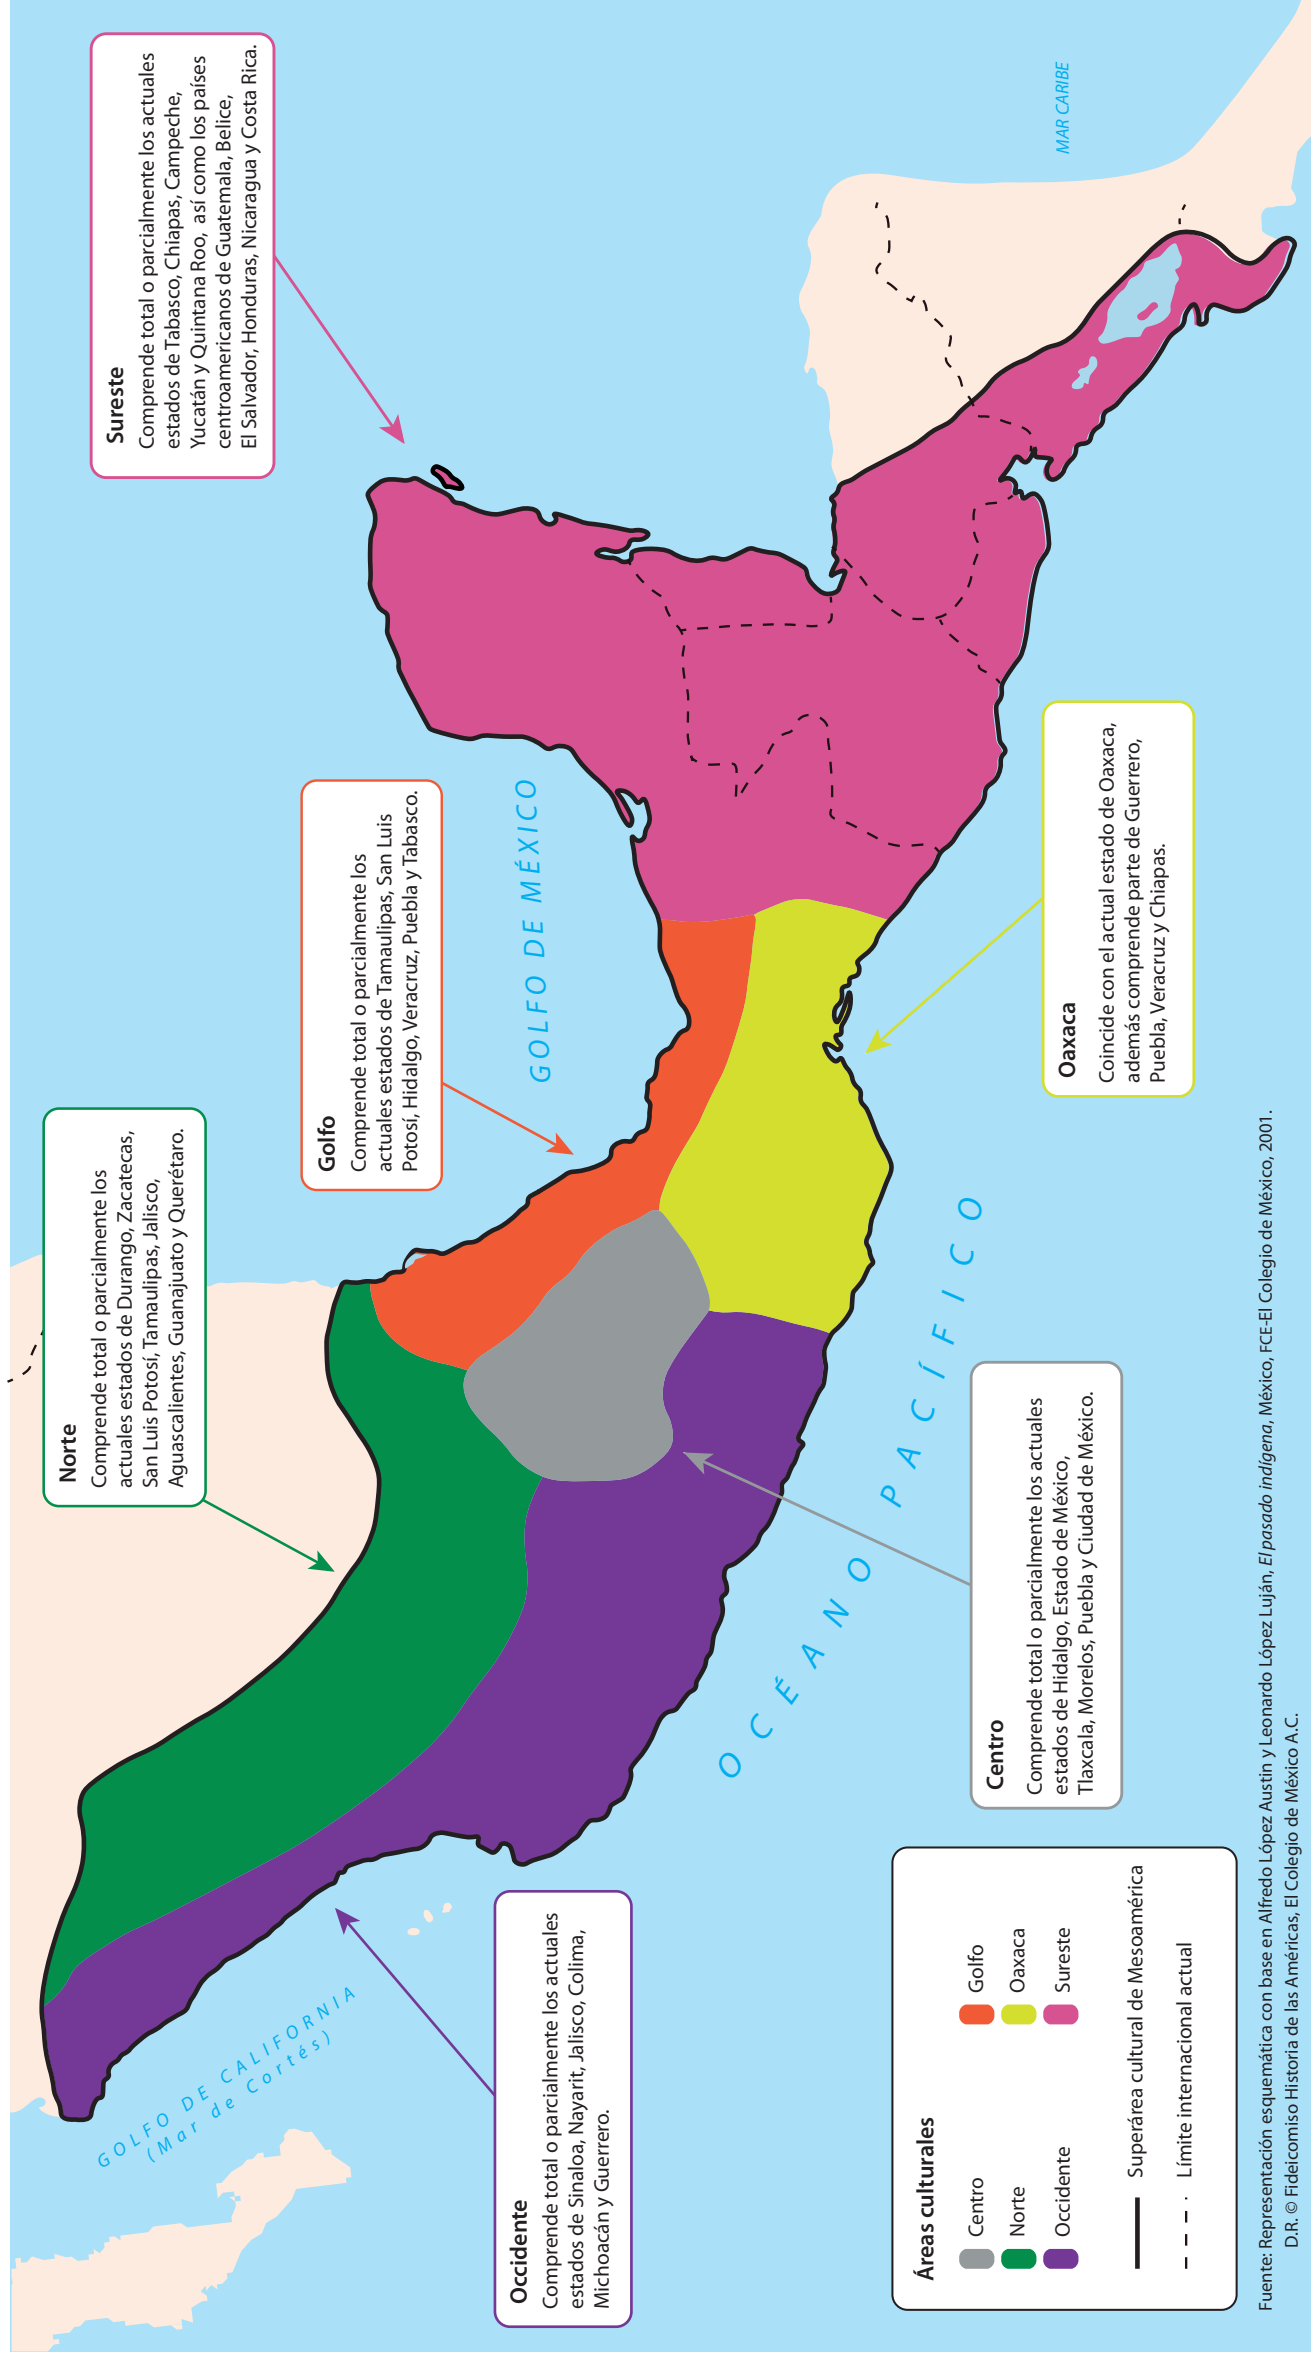 Norte
Comprende total o parcialmente los
actuales estados de Durango, Zacatecas,
San Luis Potosí, Tamaulipas, Jalisco,
Aguascalientes, Guanajuato y Querétaro.
Sureste
Comprende total o parcialmente los actuales
estados de Tabasco, Chiapas, Campeche,
Yucatán y Quintana Roo, así como los países
centroamericanos de Guatemala, Belice,
El Salvador, Honduras, Nicaragua y Costa Rica.
Golfo
Comprende total o parcialmente los
actuales estados de Tamaulipas, San Luis
Potosí, Hidalgo, Veracruz, Puebla y Tabasco.
GOLFO DE CALIFORNIA
(Mar de Cortés)
GOLFO DE MÉXICO
MAR CARIBE
Occidente
Comprende total o parcialmente los actuales
estados de Sinaloa, Nayarit, Jalisco, Colima,
Michoacán y Guerrero.
OCÉANO PACÍFICO
Centro
Comprende total o parcialmente los actuales
estados de Hidalgo, Estado de México,
Tlaxcala, Morelos, Puebla y Ciudad de México.
Oaxaca
Coincide con el actual estado de Oaxaca,
además comprende parte de Guerrero,
Puebla, Veracruz y Chiapas.
Áreas culturales
Centro
Norte
Occidente
Golfo
Oaxaca
Sureste
Superárea cultural de Mesoamérica
Límite internacional actual
Fuente: Representación esquemática con base en Alfredo López Austin y Leonardo López Luján, El pasado indígena, México, FCE-El Colegio de México, 2001.
D.R. © Fideicomiso Historia de las Américas, El Colegio de México A.C.